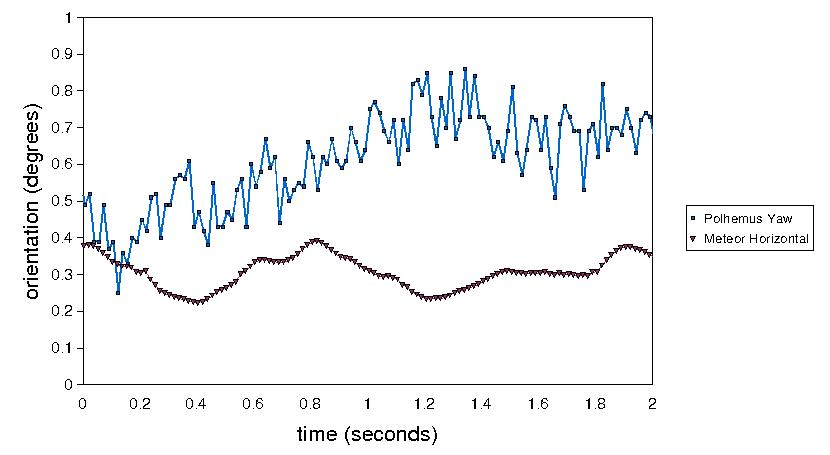 1
0.9
0.8
0.7
0.6
0.5
0.4
0.3
0.2
0.1
0
orientation (degrees)
0 0.2 0.4 0.6 0.8 1 1.2 1.4 1.6 1.8 2
time (seconds)
Polhemus Yaw
Meteor Horizontal